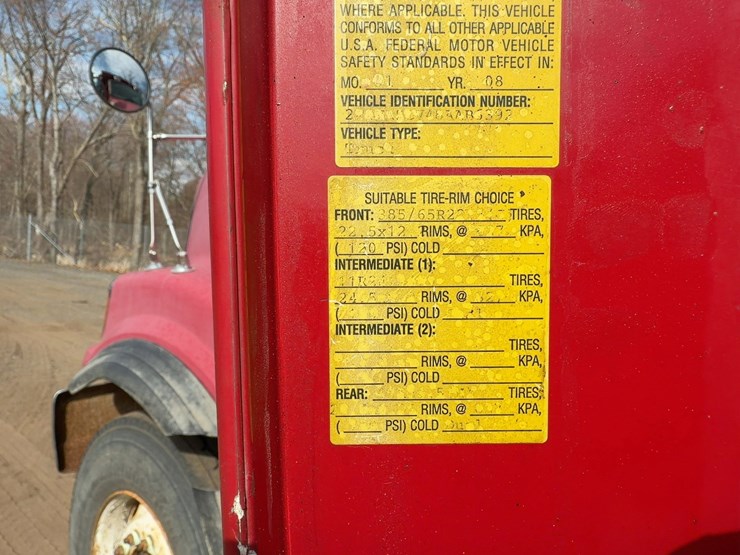 WHERE APPLICABLE. THIS VEHICLE
CONFORMS TO ALL OTHER APPLICABLE
U.S.A. FEDERAL MOTOR VEHICLE
SAFETY STANDARDS IN EFFECT IN:
MO. YR. 08
VEHICLE IDENTIFICATION NUMBER:
VEHICLE TYPE:
SUITABLE TIRE-RIM CHOICE
FRONT: 385/65R22 TIRES,
22.5x12 RIMS, @ KPA,
(120 PSI) COLD
INTERMEDIATE (1):
TIRES,
RIMS, @ KPA,
( PSI) COLD
INTERMEDIATE (2):
TIRES,
RIMS, @ KPA,
( PSI) COLD
REAR: TIRES,
RIMS, @ KPA,
( PSI) COLD